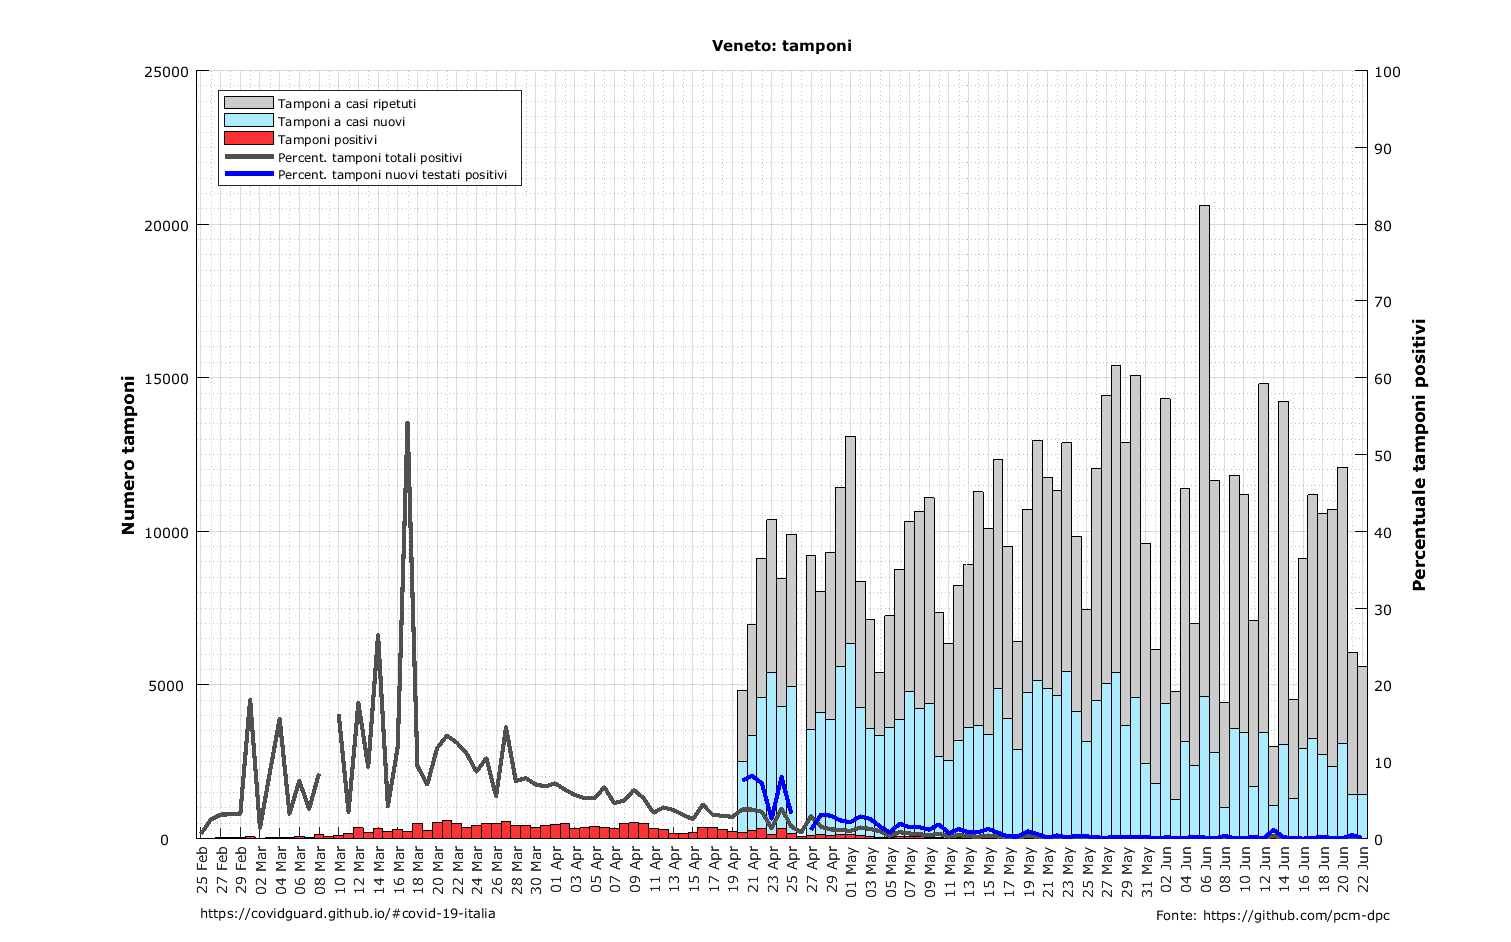 Veneto: tamponi
Tamponi a casi ripetuti
Tamponi a casi nuovi
Tamponi positivi
Percent. tamponi totali positivi
Percent. tamponi nuovi testati positivi
Numero tamponi
25000
20000
15000
10000
5000
0
Percentuale tamponi positivi
100
90
80
70
60
50
40
30
20
10
0
25 Feb
27 Feb
29 Feb
02 Mar
04 Mar
06 Mar
08 Mar
10 Mar
12 Mar
14 Mar
16 Mar
18 Mar
20 Mar
22 Mar
24 Mar
26 Mar
28 Mar
30 Mar
01 Apr
03 Apr
05 Apr
07 Apr
09 Apr
11 Apr
13 Apr
15 Apr
17 Apr
19 Apr
21 Apr
23 Apr
25 Apr
27 Apr
29 Apr
01 May
03 May
05 May
07 May
09 May
11 May
13 May
15 May
17 May
19 May
21 May
23 May
25 May
27 May
29 May
31 May
02 Jun
04 Jun
06 Jun
08 Jun
10 Jun
12 Jun
14 Jun
16 Jun
18 Jun
20 Jun
22 Jun
https://covidguard.github.io/#covid-19-italia
Fonte: https://github.com/pcm-dpc